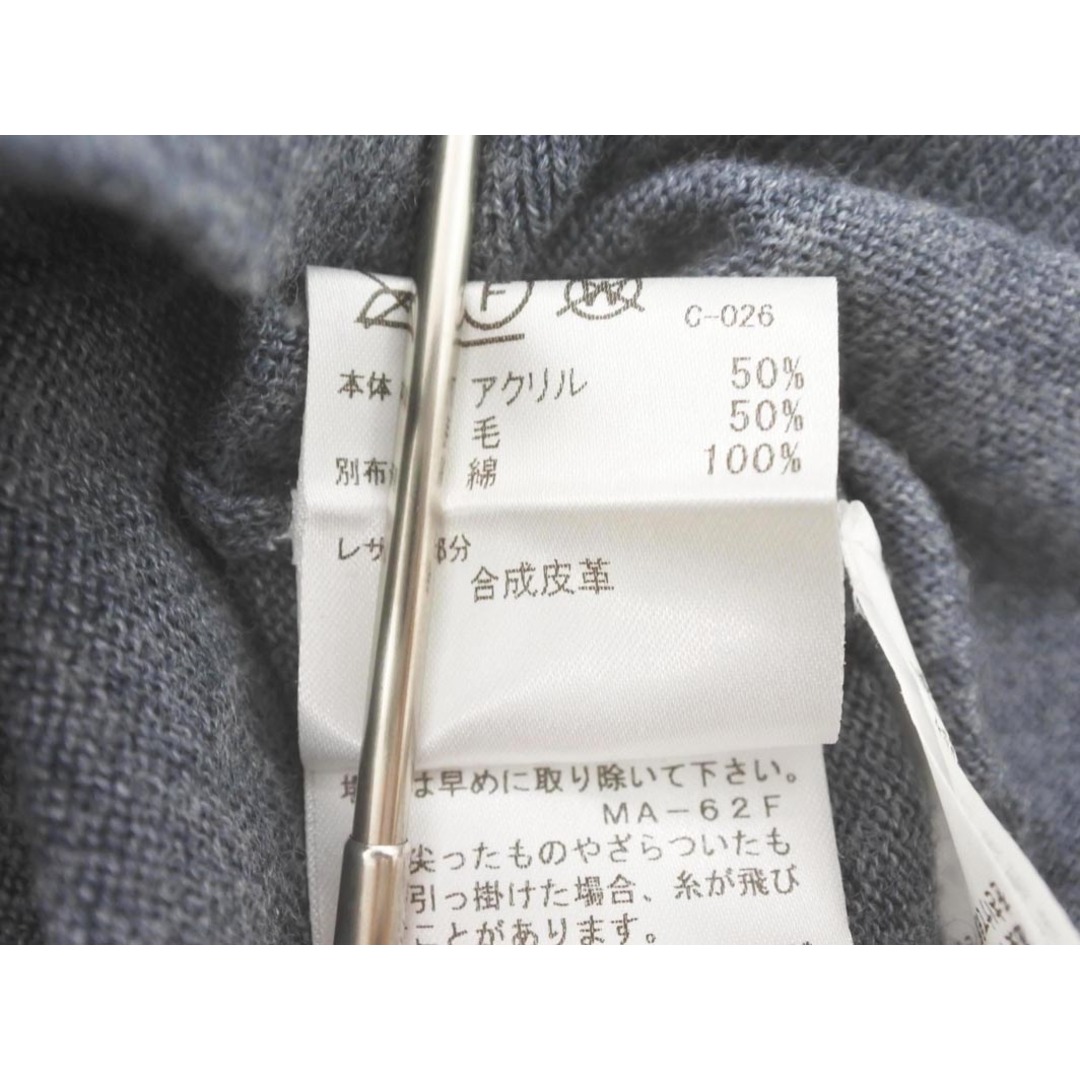 F W C-026
本体 アクリル 50%
毛 50%
別布 綿 100%
レザ 部分
合成皮革
は早めに取り除いて下さい。
MA-62F
尖ったものやざらついたも
引っ掛けた場合、糸が飛び
ことがあります。